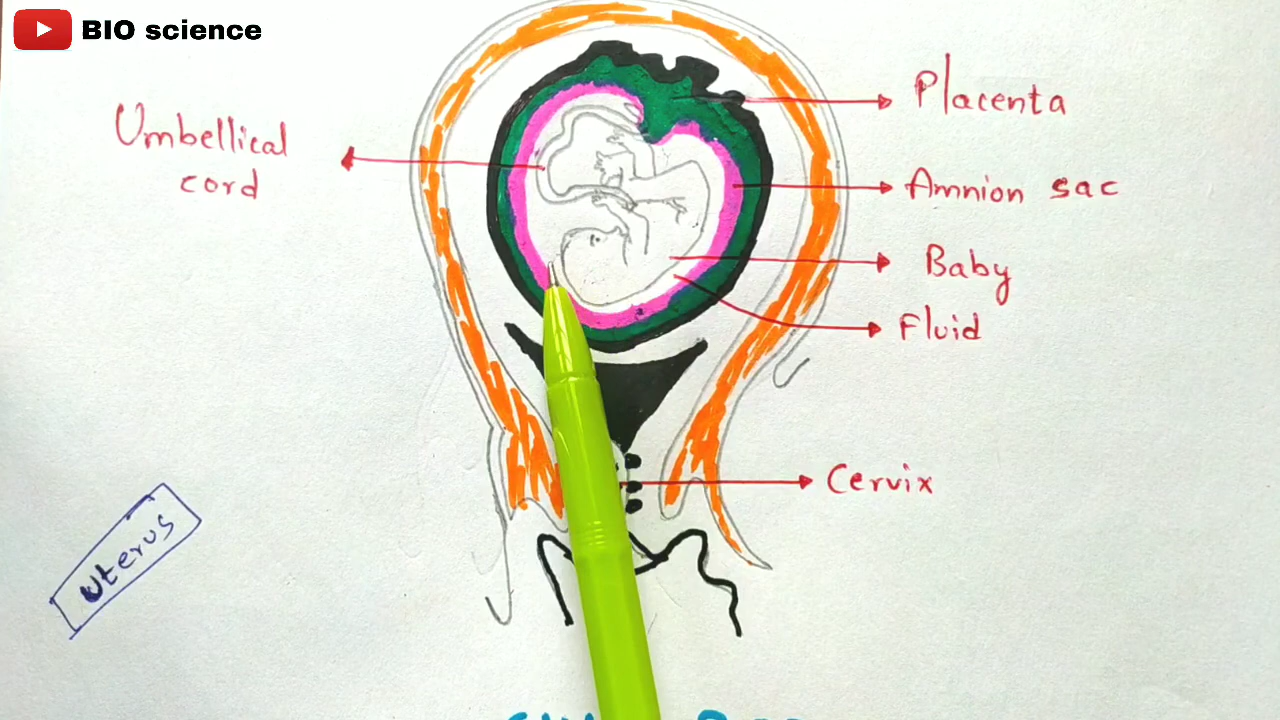 BIO science
Umbellical
cord
Placenta
Amnion sac
Baby
Fluid
Cervix
Uterus